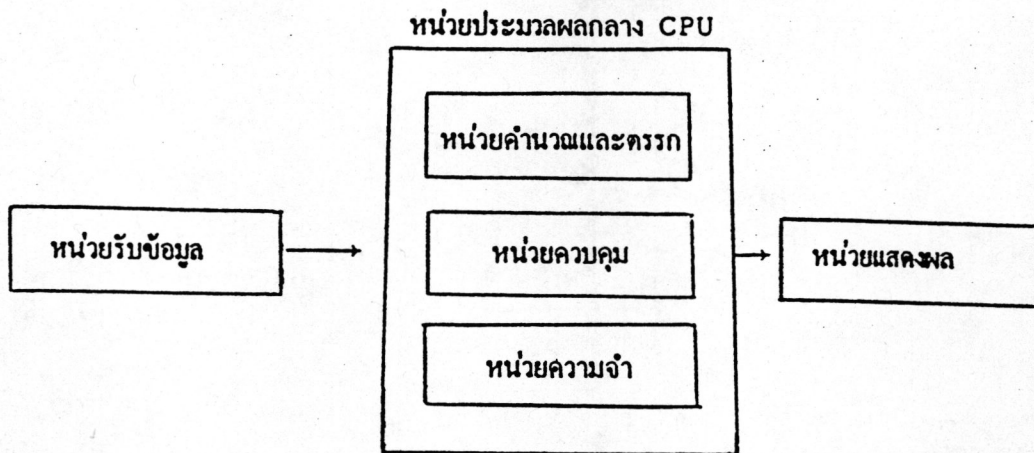 หน่วยประมวลผลกลาง CPU
หน่วยคำนวณและตรรก
หน่วยรับข้อมูล
หน่วยควบคุม
หน่วยแสดงผล
หน่วยความจำ